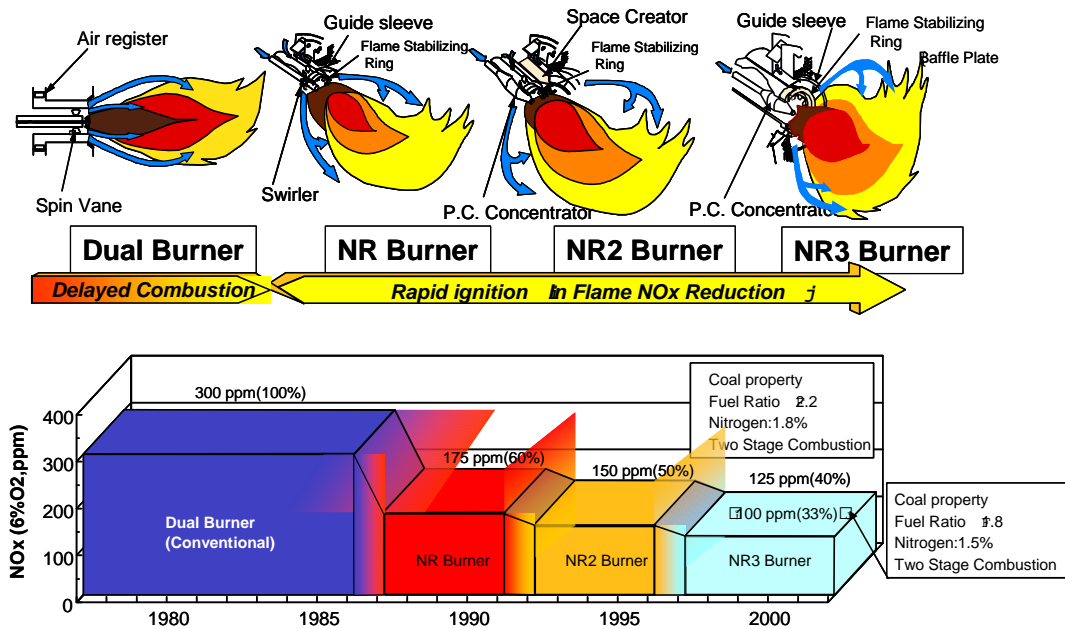 Air register
Spin Vane
Guide sleeve
Flame Stabilizing
Ring
Swirler
Space Creator
Flame Stabilizing
Ring
P.C. Concentrator
Guide sleeve
Flame Stabilizing
Ring
Baffle Plate
P.C. Concentrator
Dual Burner
NR Burner
NR2 Burner
NR3 Burner
Delayed Combustion
Rapid ignition in Flame NOx Reduction j
NOx (6%O2,ppm)
400
300
200
100
0
300 ppm(100%)
175 ppm(60%)
150 ppm(50%)
125 ppm(40%)
100 ppm(33%)
Coal property
Fuel Ratio 2.2
Nitrogen:1.8%
Two Stage Combustion
Coal property
Fuel Ratio 1.8
Nitrogen:1.5%
Two Stage Combustion
Dual Burner
(Conventional)
NR Burner
NR2 Burner
NR3 Burner
1980
1985
1990
1995
2000